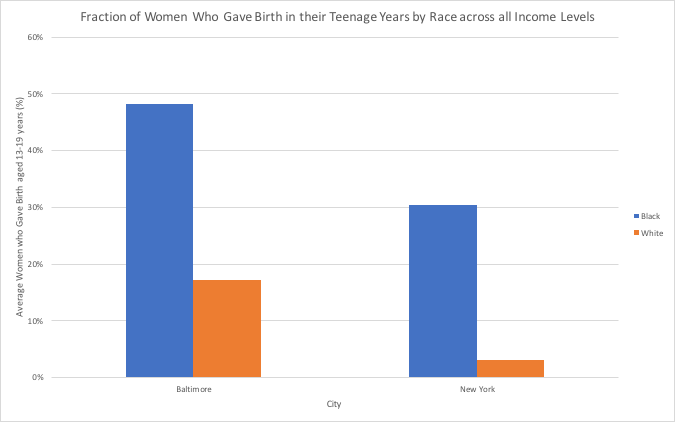 Fraction of Women Who Gave Birth in their Teenage Years by Race across all Income Levels
60%
50%
40%
30%
20%
10%
0%
Average Women who Gave Birth aged 13-19 years (%)
Baltimore
New York
City
Black
White